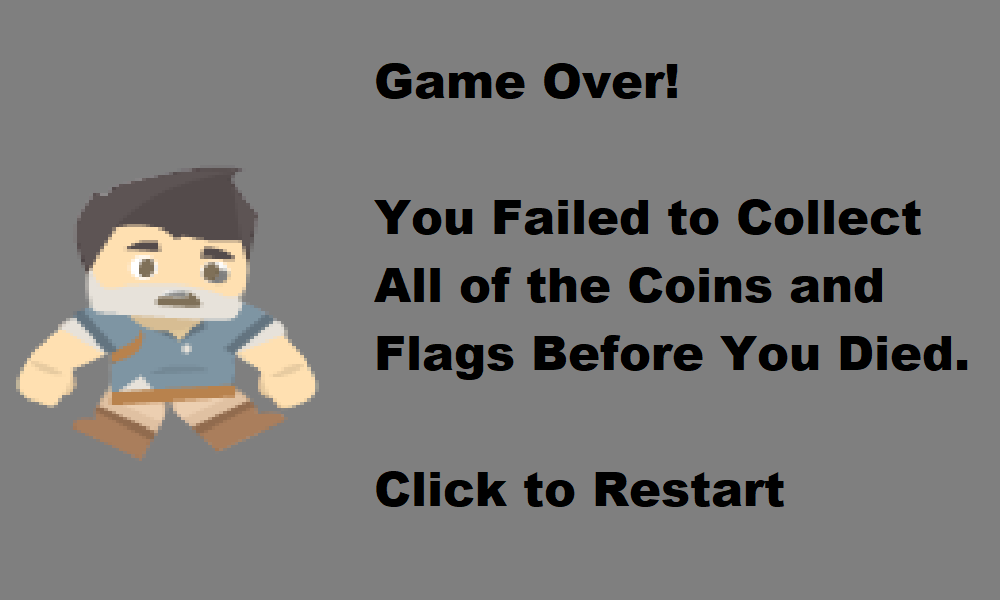 Game Over!
You Failed to Collect
All of the Coins and
Flags Before You Died.
Click to Restart